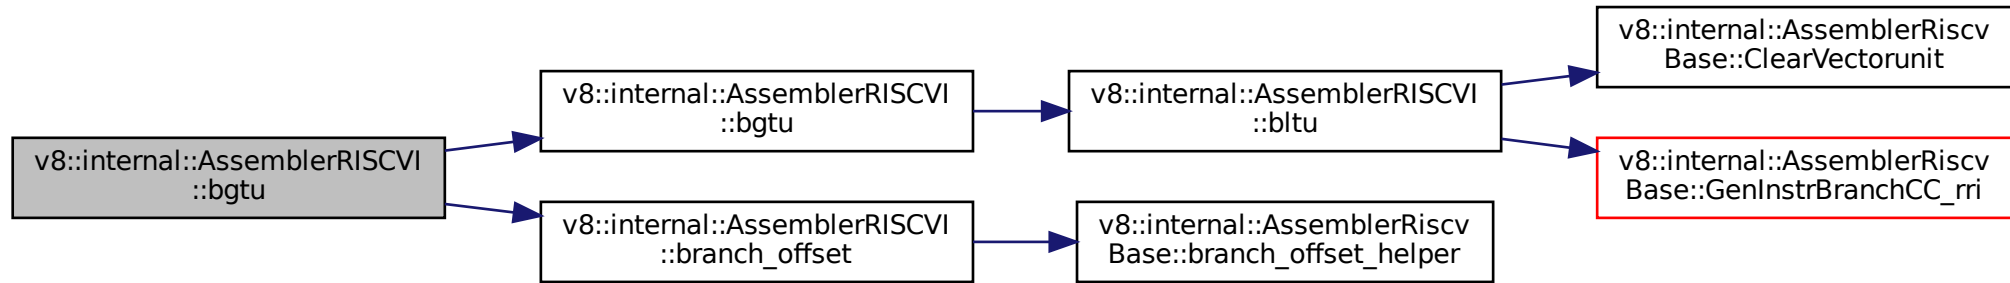 v8::internal::AssemblerRISCVI
::bgtu
v8::internal::AssemblerRISCVI
::bgtu
v8::internal::AssemblerRISCVI
::bltu
v8::internal::AssemblerRiscv
Base::ClearVectorunit
v8::internal::AssemblerRiscv
Base::GenInstrBranchCC_rri
v8::internal::AssemblerRISCVI
::branch_offset
v8::internal::AssemblerRiscv
Base::branch_offset_helper